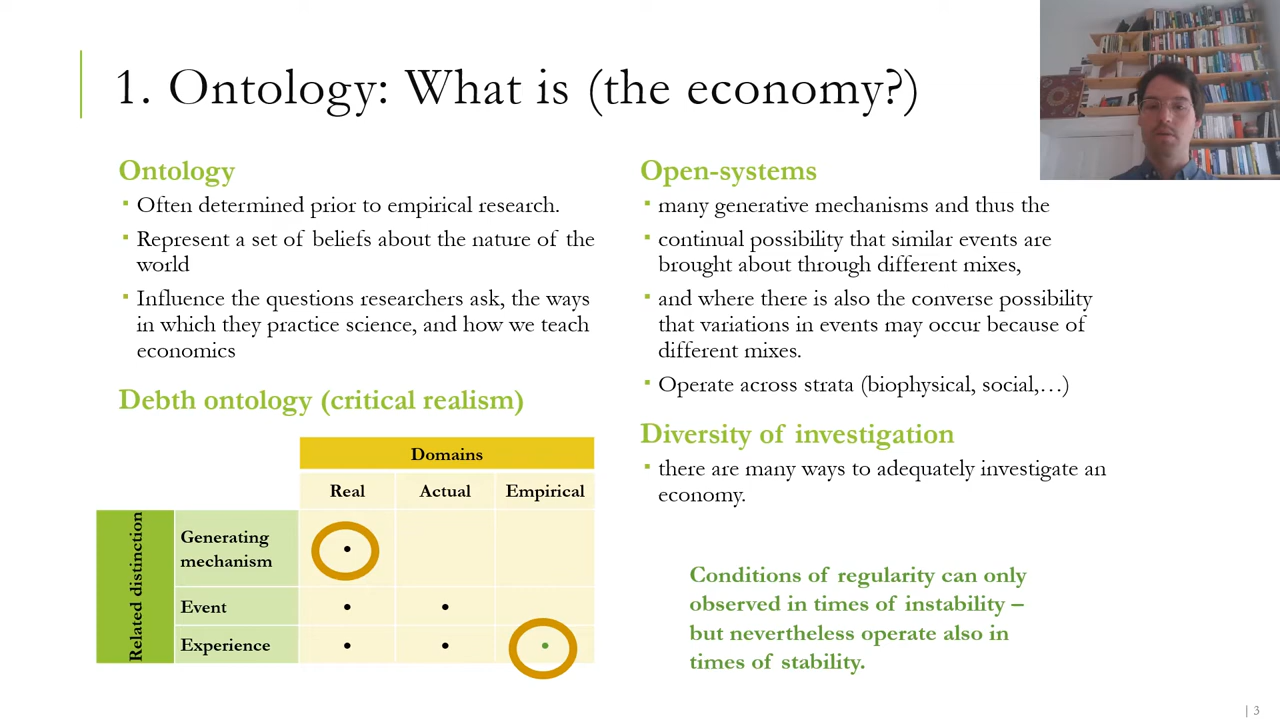 1. Ontology: What is (the economy?)
Ontology
Often determined prior to empirical research.
Represent a set of beliefs about the nature of the
world
Influence the questions researchers ask, the ways
in which they practice science, and how we teach
economics
Debth ontology (critical realism)
Domains
Real Actual Empirical
Related distinction
Generating
mechanism
Event
Experience
Open-systems
many generative mechanisms and thus the
continual possibility that similar events are
brought about through different mixes,
and where there is also the converse possibility
that variations in events may occur because of
different mixes.
Operate across strata (biophysical, social,…)
Diversity of investigation
there are many ways to adequately investigate an
economy.
Conditions of regularity can only
observed in times of instability –
but nevertheless operate also in
times of stability.
| 3